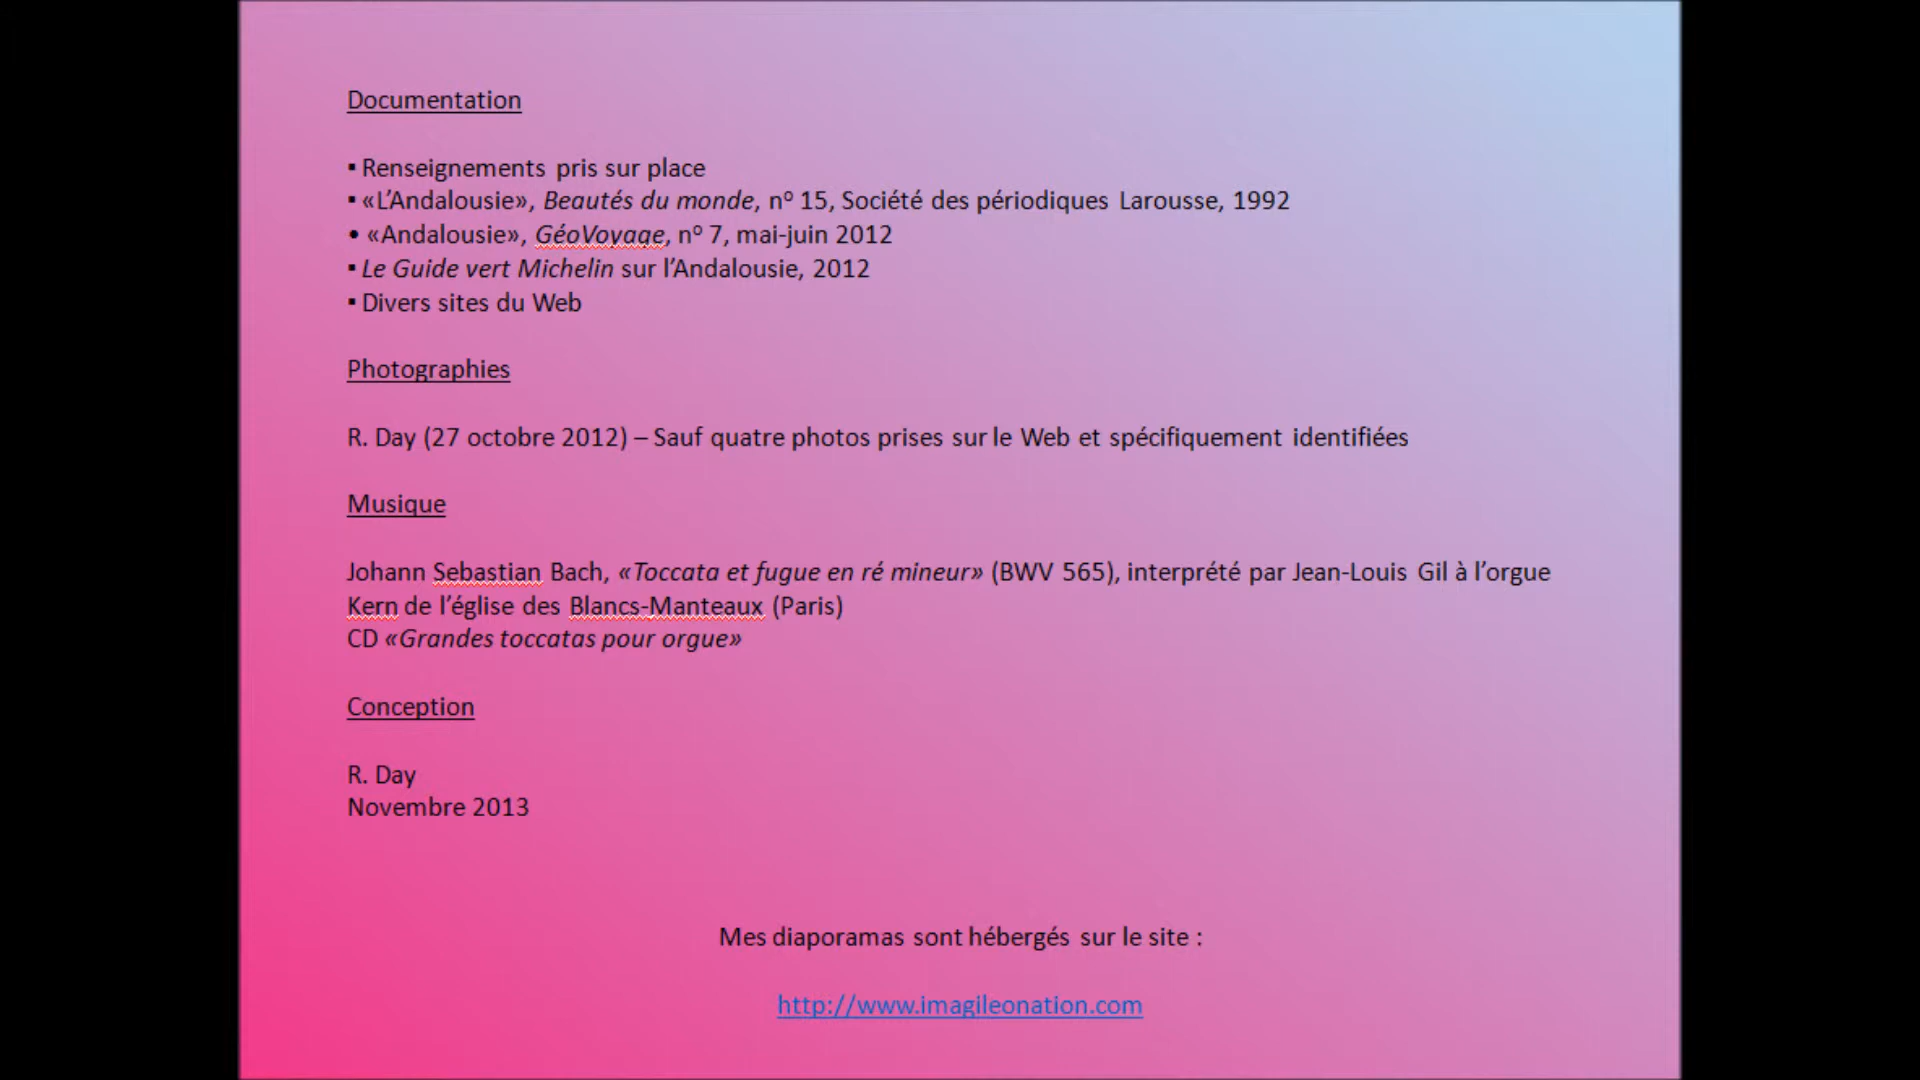 Documentation
▪ Renseignements pris sur place
▪ «L’Andalousie», Beautés du monde, nº 15, Société des périodiques Larousse, 1992
• «Andalousie», GéoVoyage, nº 7, mai-juin 2012
▪ Le Guide vert Michelin sur l’Andalousie, 2012
▪ Divers sites du Web
Photographies
R. Day (27 octobre 2012) – Sauf quatre photos prises sur le Web et spécifiquement identifiées
Musique
Johann Sebastian Bach, «Toccata et fugue en ré mineur» (BWV 565), interprété par Jean-Louis Gil à l’orgue
Kern de l’église des Blancs-Manteaux (Paris)
CD «Grandes toccatas pour orgue»
Conception
R. Day
Novembre 2013
Mes diaporamas sont hébergés sur le site :
http://www.imagileonation.com